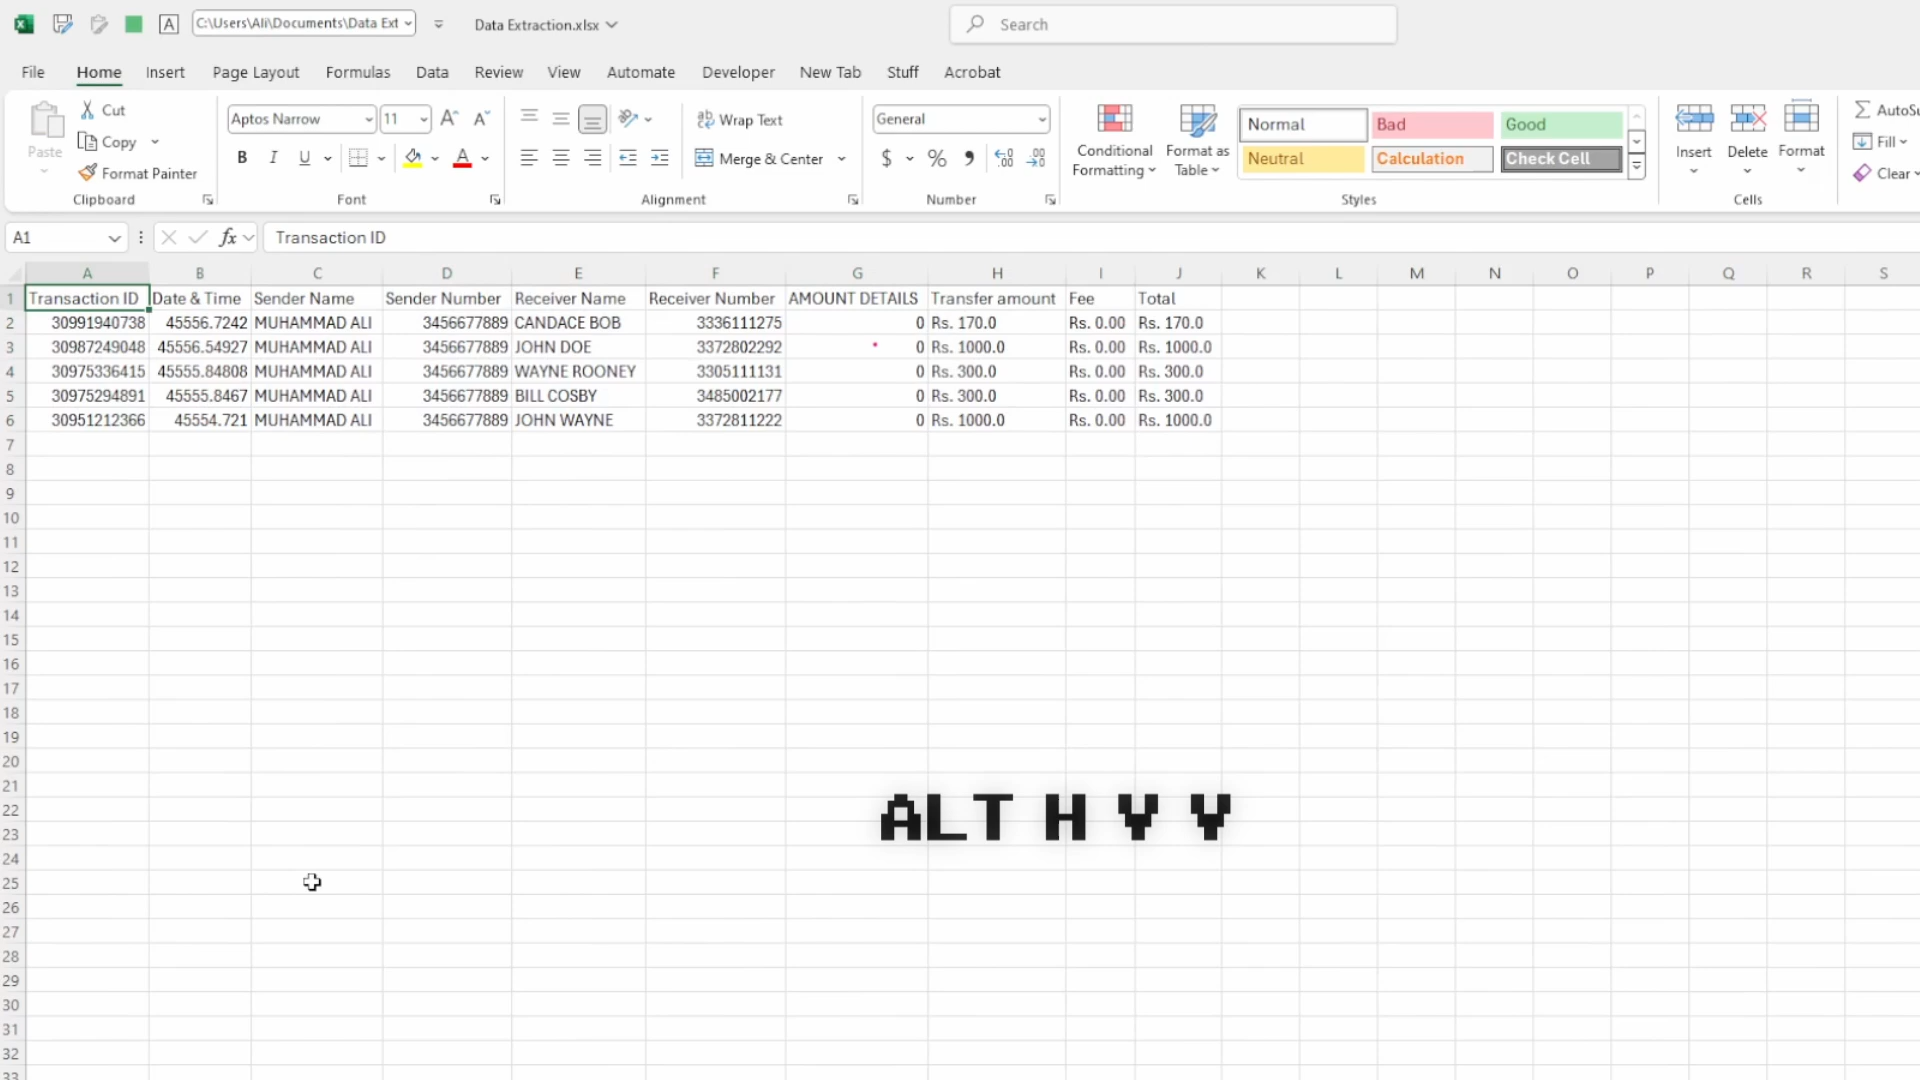 C:\Users\Ali\Documents\Data Ext
Data Extraction.xlsx
Search
File Home Insert Page Layout Formulas Data Review View Automate Developer New Tab Stuff Acrobat
Paste
Cut
Copy
Format Painter
Clipboard
Aptos Narrow 11
B I U
Font
Wrap Text
Merge & Center
Alignment
General
$ %
Number
Conditional Formatting
Format as Table
Normal Bad Good
Neutral Calculation Check Cell
Styles
Insert Delete Format
Cells
AutoSu
Fill
Clear
A1 fx Transaction ID
A B C D E F G H I J K L M N O P Q R S
1 Transaction ID Date & Time Sender Name Sender Number Receiver Name Receiver Number AMOUNT DETAILS Transfer amount Fee Total
2 30991940738 45556.7242 MUHAMMAD ALI 3456677889 CANDACE BOB 3336111275 0 Rs. 170.0 Rs. 0.00 Rs. 170.0
3 30987249048 45556.54927 MUHAMMAD ALI 3456677889 JOHN DOE 3372802292 0 Rs. 1000.0 Rs. 0.00 Rs. 1000.0
4 30975336415 45555.84808 MUHAMMAD ALI 3456677889 WAYNE ROONEY 3305111131 0 Rs. 300.0 Rs. 0.00 Rs. 300.0
5 30975294891 45555.8467 MUHAMMAD ALI 3456677889 BILL COSBY 3485002177 0 Rs. 300.0 Rs. 0.00 Rs. 300.0
6 30951212366 45554.721 MUHAMMAD ALI 3456677889 JOHN WAYNE 3372811222 0 Rs. 1000.0 Rs. 0.00 Rs. 1000.0
7
8
9
10
11
12
13
14
15
16
17
18
19
20
21
22
ALT H V V
23
24
25
26
27
28
29
30
31
32
33